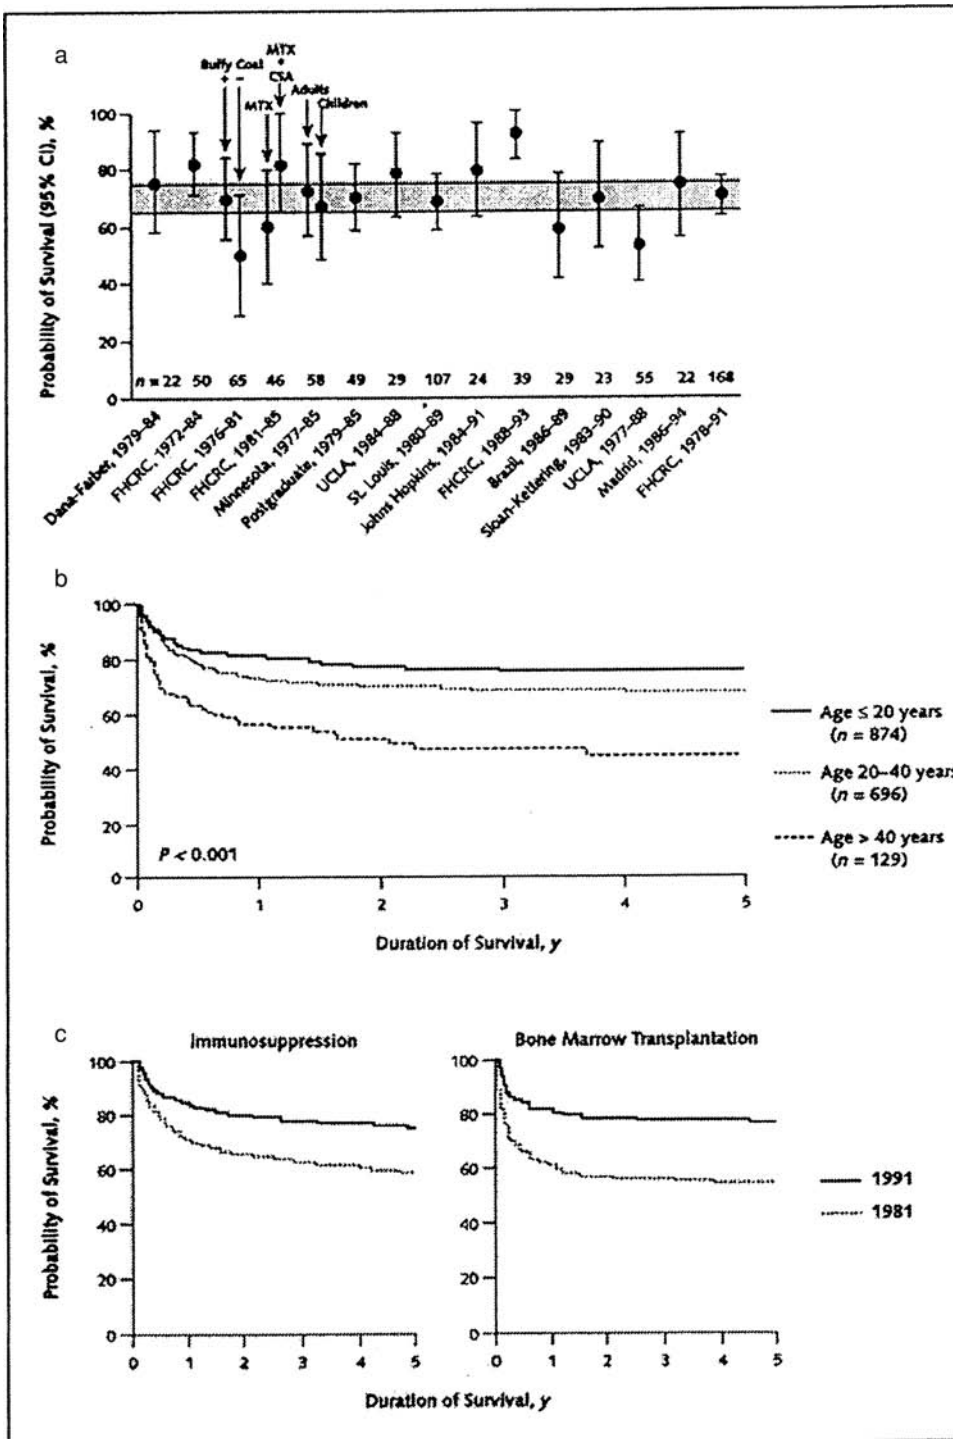 a
MTX
+
Buffy Coat CSA
+ − MTX Adults Children
Probability of Survival (95% CI), %
100
80
60
40
20
0
n = 22 50 65 46 58 49 29 107 24 39 29 23 55 22 168
Dana-Farber, 1979–84
FHCRC, 1972–84
FHCRC, 1976–81
FHCRC, 1981–85
Minnesota, 1977–85
Postgraduate, 1979–85
UCLA, 1984–88
St. Louis, 1980–89
Johns Hopkins, 1984–91
FHCRC, 1988–93
Brazil, 1986–89
Sloan-Kettering, 1983–90
UCLA, 1977–88
Madrid, 1986–94
FHCRC, 1978–91
b
Probability of Survival, %
100
80
60
40
20
0
P < 0.001
0 1 2 3 4 5
Duration of Survival, y
Age ≤ 20 years
(n = 874)
Age 20–40 years
(n = 696)
Age > 40 years
(n = 129)
c
Immunosuppression
Probability of Survival, %
100
80
60
40
20
0
0 1 2 3 4 5
Duration of Survival, y
Bone Marrow Transplantation
100
80
60
40
20
0
0 1 2 3 4 5
Duration of Survival, y
1991
1981